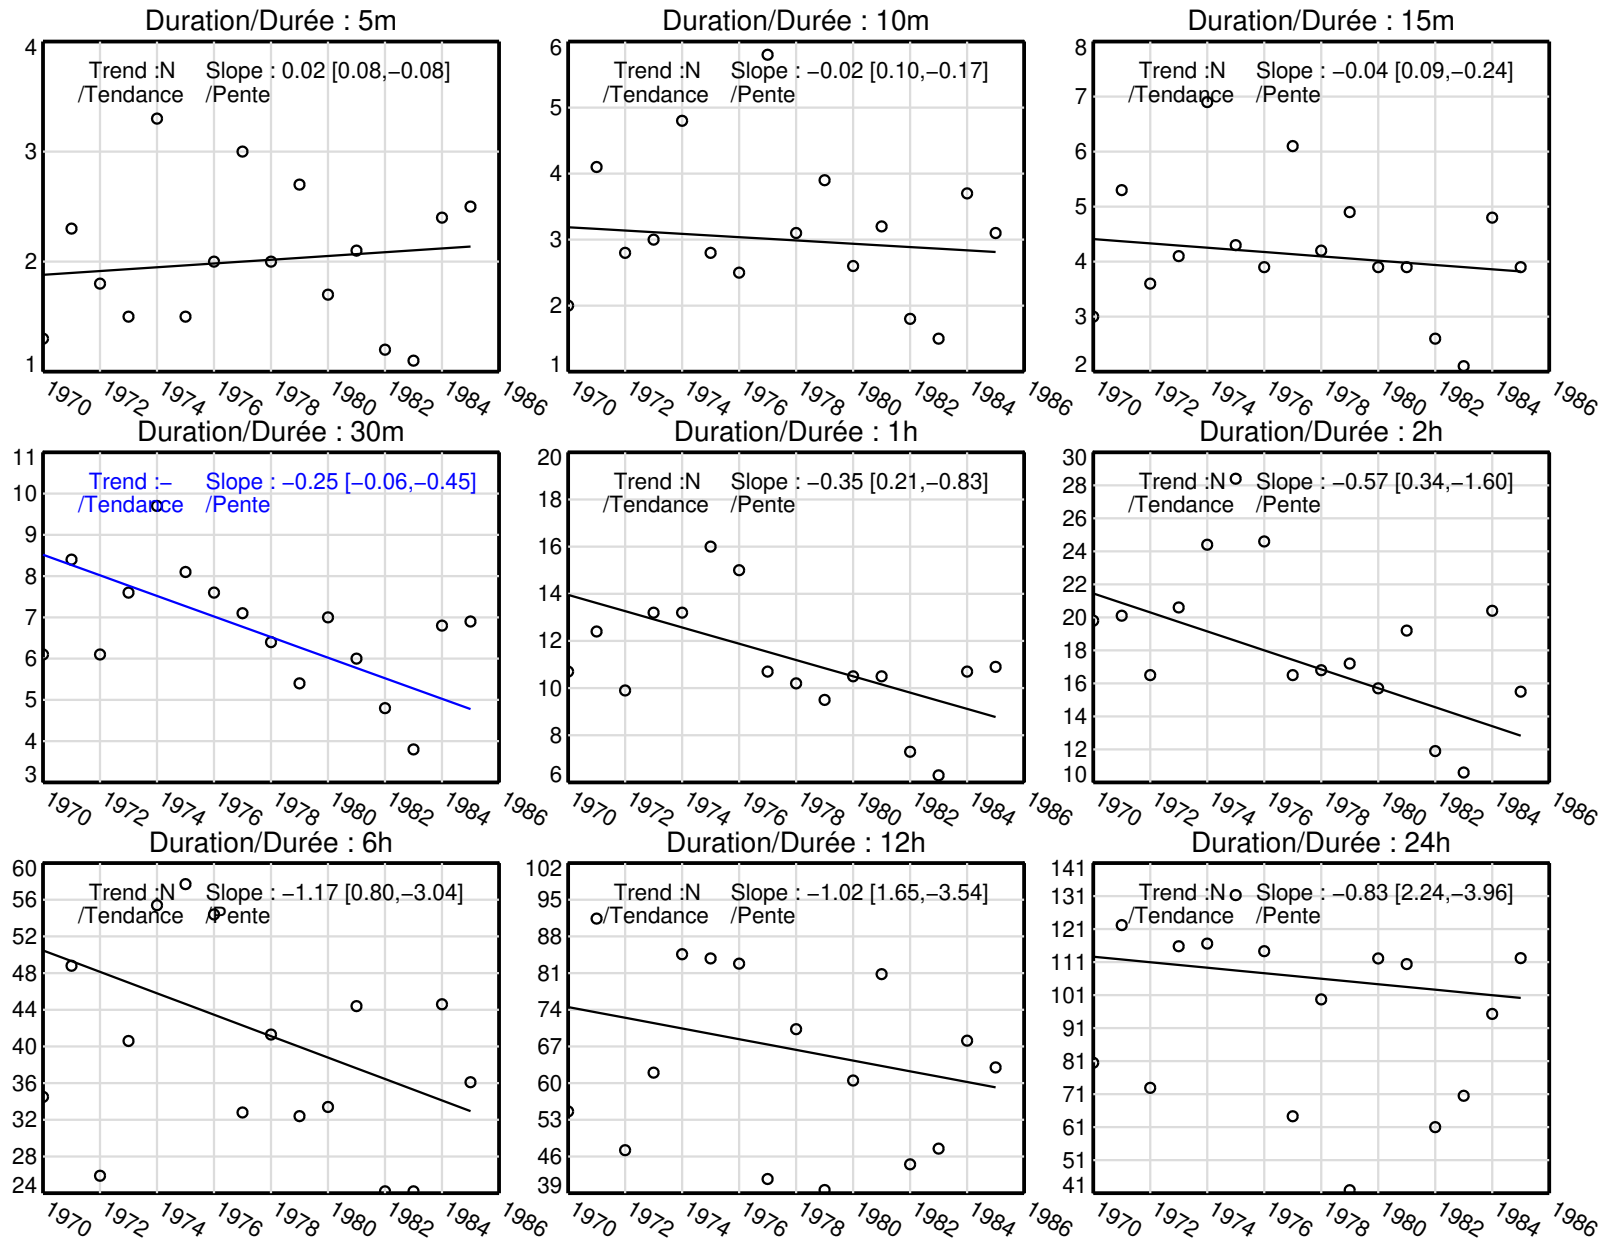 Duration/Durée : 5m
4
3
2
1
Trend :N Slope : 0.02 [0.08,−0.08]
/Tendance /Pente
1970 1972 1974 1976 1978 1980 1982 1984 1986
Duration/Durée : 10m
6
5
4
3
2
1
Trend :N Slope : −0.02 [0.10,−0.17]
/Tendance /Pente
1970 1972 1974 1976 1978 1980 1982 1984 1986
Duration/Durée : 15m
8
7
6
5
4
3
2
Trend :N Slope : −0.04 [0.09,−0.24]
/Tendance /Pente
1970 1972 1974 1976 1978 1980 1982 1984 1986
Duration/Durée : 30m
11
10
9
8
7
6
5
4
3
Trend :− Slope : −0.25 [−0.06,−0.45]
/Tendance /Pente
1970 1972 1974 1976 1978 1980 1982 1984 1986
Duration/Durée : 1h
20
18
16
14
12
10
8
6
Trend :N Slope : −0.35 [0.21,−0.83]
/Tendance /Pente
1970 1972 1974 1976 1978 1980 1982 1984 1986
Duration/Durée : 2h
30
28
26
24
22
20
18
16
14
12
10
Trend :N Slope : −0.57 [0.34,−1.60]
/Tendance /Pente
1970 1972 1974 1976 1978 1980 1982 1984 1986
Duration/Durée : 6h
60
56
52
48
44
40
36
32
28
24
Trend :N Slope : −1.17 [0.80,−3.04]
/Tendance /Pente
1970 1972 1974 1976 1978 1980 1982 1984 1986
Duration/Durée : 12h
102
95
88
81
74
67
60
53
46
39
Trend :N Slope : −1.02 [1.65,−3.54]
/Tendance /Pente
1970 1972 1974 1976 1978 1980 1982 1984 1986
Duration/Durée : 24h
141
131
121
111
101
91
81
71
61
51
41
Trend :N Slope : −0.83 [2.24,−3.96]
/Tendance /Pente
1970 1972 1974 1976 1978 1980 1982 1984 1986